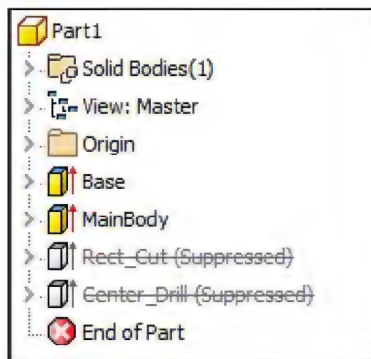 Part1
Solid Bodies(1)
View: Master
Origin
Base
MainBody
Rect_Cut (Suppressed)
Center_Drill (Suppressed)
End of Part